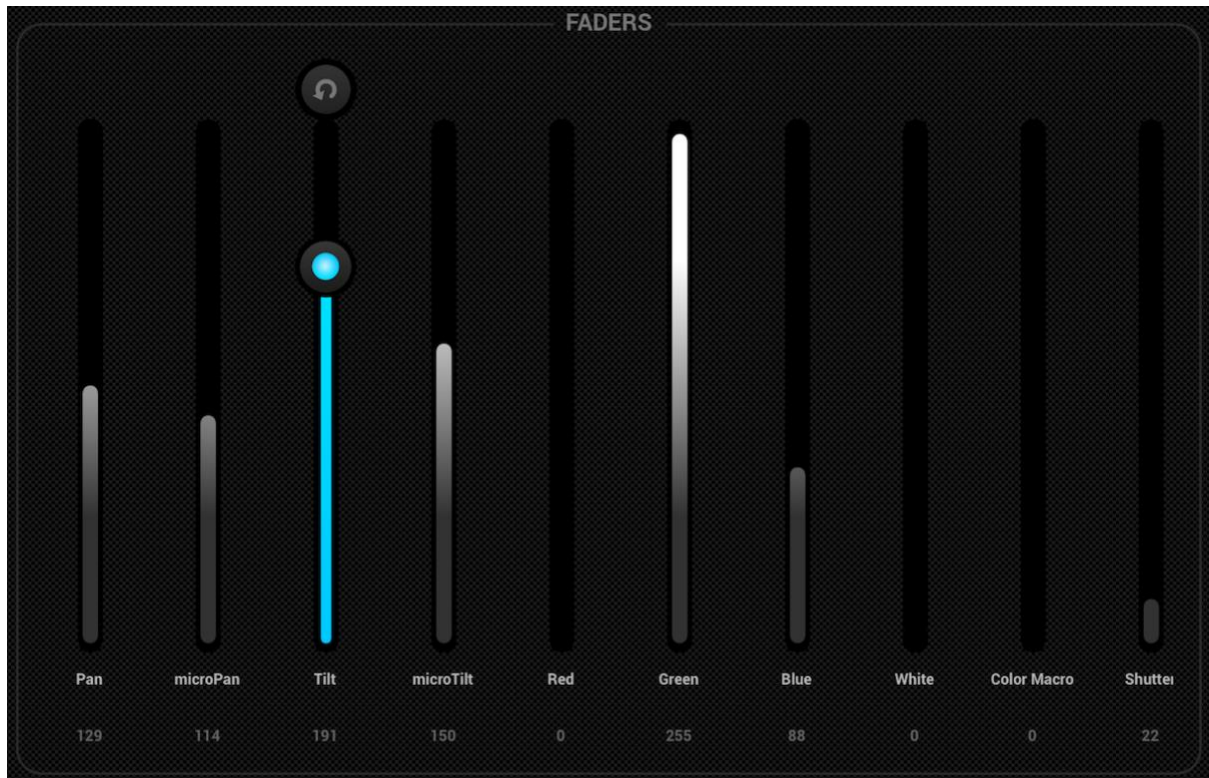 FADERS
Pan microPan Tilt microTilt Red Green Blue White Color Macro Shutter
129 114 191 150 0 255 88 0 0 22